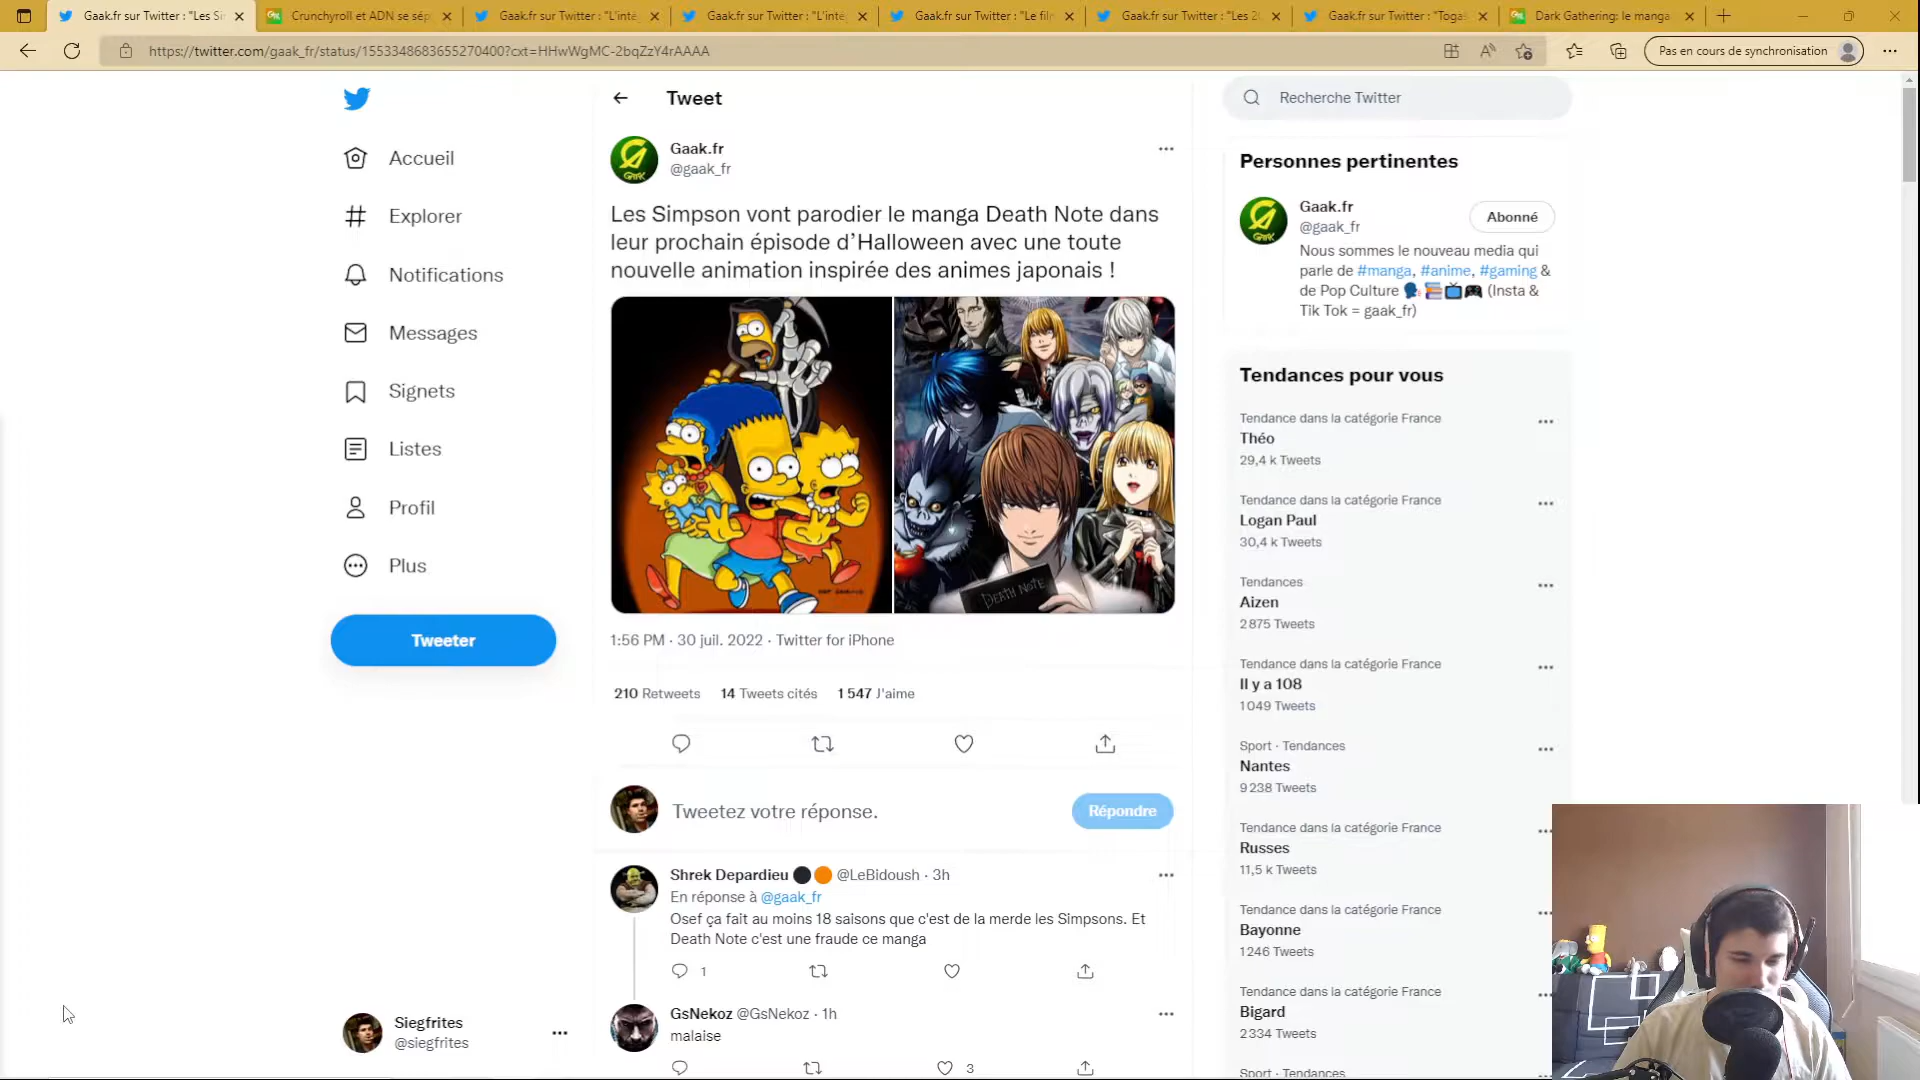 Gaak.fr sur Twitter : "Les Si
Crunchyroll et ADN se sép
Gaak.fr sur Twitter : "L'inté
Gaak.fr sur Twitter : "L'inté
Gaak.fr sur Twitter : "Le fil
Gaak.fr sur Twitter : "Les 2
Gaak.fr sur Twitter : "Toga
Dark Gathering: le manga
https://twitter.com/gaak_fr/status/1553348683655270400?cxt=HHwWgMC-2bqZzY4rAAAA
Pas en cours de synchronisation
Accueil
Explorer
Notifications
Messages
Signets
Listes
Profil
Plus
Tweeter
Siegfrites
@siegfrites
Tweet
Gaak.fr
@gaak_fr
Les Simpson vont parodier le manga Death Note dans
leur prochain épisode d'Halloween avec une toute
nouvelle animation inspirée des animes japonais !
DEATH NOTE
1:56 PM · 30 juil. 2022 · Twitter for iPhone
210 Retweets 14 Tweets cités 1 547 J'aime
Tweetez votre réponse.
Répondre
Shrek Depardieu @LeBidoush · 3h
En réponse à @gaak_fr
Osef ça fait au moins 18 saisons que c'est de la merde les Simpsons. Et
Death Note c'est une fraude ce manga
1
GsNekoz @GsNekoz · 1h
malaise
3
Recherche Twitter
Personnes pertinentes
Gaak.fr
@gaak_fr
Abonné
Nous sommes le nouveau media qui
parle de #manga, #anime, #gaming &
de Pop Culture (Insta &
Tik Tok = gaak_fr)
Tendances pour vous
Tendance dans la catégorie France
Théo
29,4 k Tweets
Tendance dans la catégorie France
Logan Paul
30,4 k Tweets
Tendances
Aizen
2 875 Tweets
Tendance dans la catégorie France
Il y a 108
1 049 Tweets
Sport · Tendances
Nantes
9 238 Tweets
Tendance dans la catégorie France
Russes
11,5 k Tweets
Tendance dans la catégorie France
Bayonne
1 246 Tweets
Tendance dans la catégorie France
Bigard
2 334 Tweets
Sport · Tendances